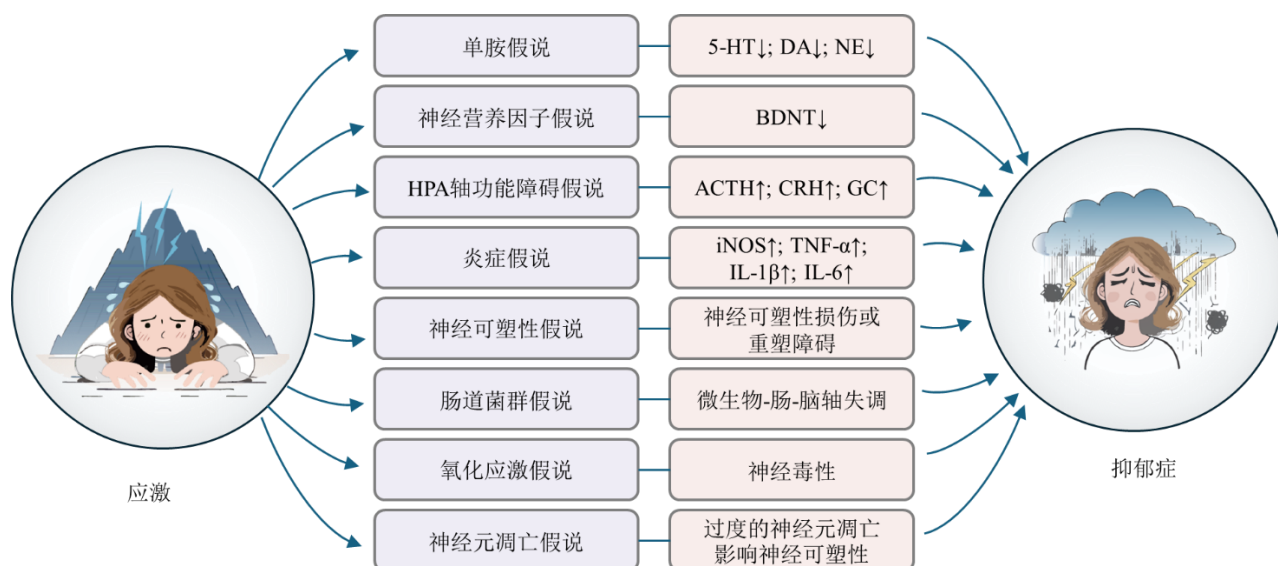 单胺假说
5-HT↓; DA↓; NE↓
神经营养因子假说
BDNT↓
HPA轴功能障碍假说
ACTH↑; CRH↑; GC↑
炎症假说
iNOS↑; TNF-α↑;
IL-1β↑; IL-6↑
神经可塑性假说
神经可塑性损伤或
重塑障碍
肠道菌群假说
微生物-肠-脑轴失调
氧化应激假说
神经毒性
神经元凋亡假说
过度的神经元凋亡
影响神经可塑性
应激
抑郁症